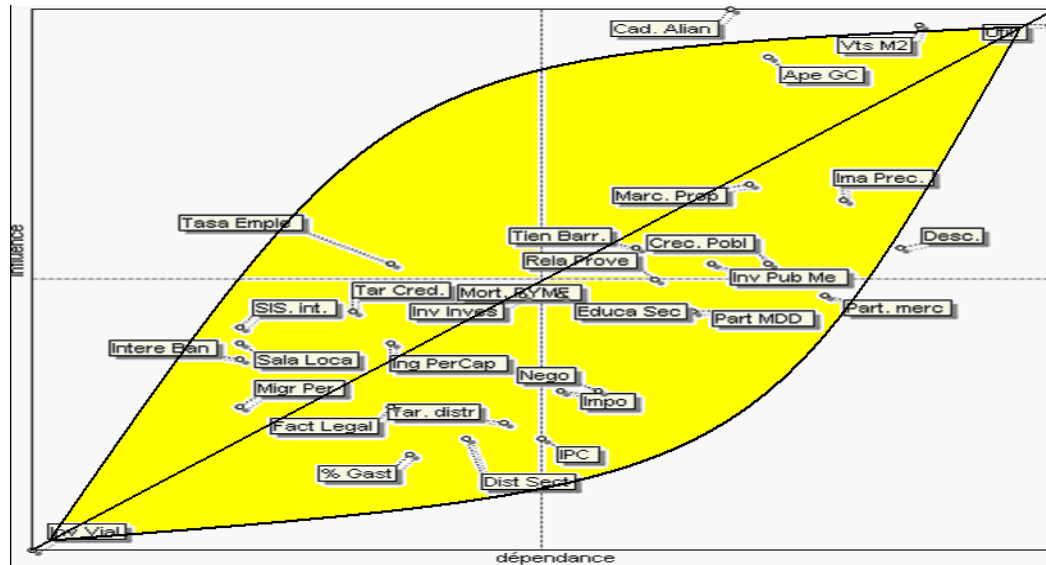 Cad. Alian
Vts M2
Util
Ape GC
Marc. Prop
Ima Prec.
Tasa Emple
Tien Barr.
Crec. Pobl
Desc.
influence
Rela Prove
Inv Pub Me
Tar Cred.
Mort. PYME
SIS. int.
Inv Inves
Educa Sec
Part MDD
Part. merc
Intere Ban
Sala Loca
Ing PerCap
Nego
Migr Per
Impo
Fact Legal
Tar. distr
IPC
% Gast
Dist Sect
Inv Vial
dépendance